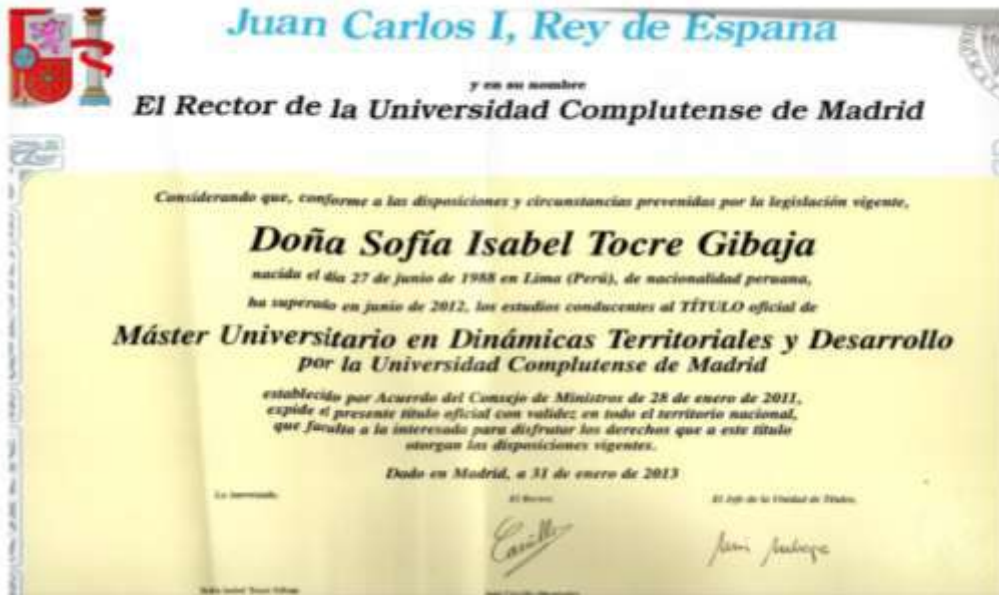 Juan Carlos I, Rey de España
y en su nombre
El Rector de la Universidad Complutense de Madrid
Considerando que, conforme a las disposiciones y circunstancias prevenidas por la legislación vigente,
Doña Sofía Isabel Tocre Gibaja
nacida el día 27 de junio de 1988 en Lima (Perú), de nacionalidad peruana,
ha superado en junio de 2012, los estudios conducentes al TÍTULO oficial de
Máster Universitario en Dinámicas Territoriales y Desarrollo
por la Universidad Complutense de Madrid
establecido por Acuerdo del Consejo de Ministros de 28 de enero de 2011,
expide el presente título oficial con validez en todo el territorio nacional,
que faculta a la interesada para disfrutar los derechos que a este título
otorgan las disposiciones vigentes.
Dado en Madrid, a 31 de enero de 2013
La interesada,
El Rector,
El Jefe de la Unidad de Títulos,
Carrillo